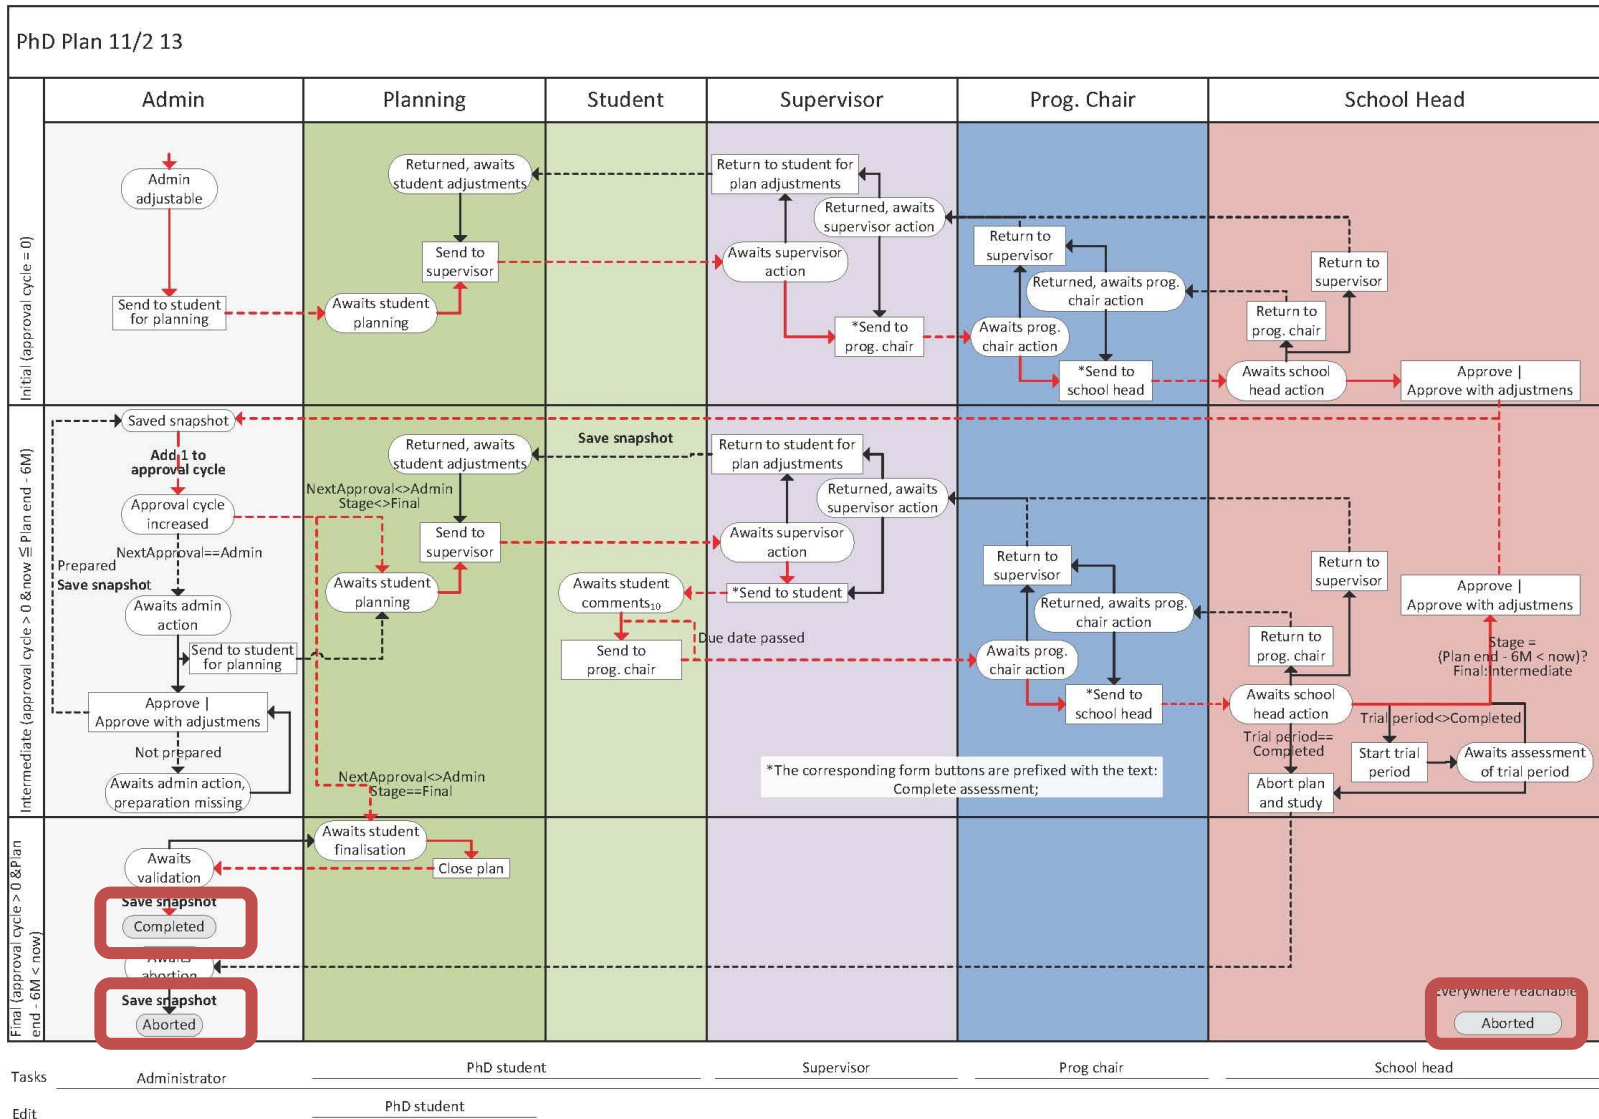 PhD Plan 11/2 13
Admin
Planning
Student
Supervisor
Prog. Chair
School Head
Initial (approval cycle = 0)
Admin
adjustable
Send to student
for planning
Returned, awaits
student adjustments
Send to
supervisor
Awaits student
planning
Return to student for
plan adjustments
Returned, awaits
supervisor action
Awaits supervisor
action
*Send to
prog. chair
Return to
supervisor
Returned, awaits prog.
chair action
Awaits prog.
chair action
*Send to
school head
Return to
supervisor
Return to
prog. chair
Awaits school
head action
Approve |
Approve with adjustmens
Intermediate (approval cycle > 0 & now ≤ Plan end - 6M)
Saved snapshot
Add 1 to
approval cycle
Approval cycle
increased
NextApproval==Admin
Prepared
Save snapshot
Awaits admin
action
Send to student
for planning
Approve |
Approve with adjustmens
Not prepared
Awaits admin action,
preparation missing
Returned, awaits
student adjustments
NextApproval<>Admin
Stage<>Final
Send to
supervisor
Awaits student
planning
NextApproval<>Admin
Stage==Final
Save snapshot
Awaits student
comments10
Send to
prog. chair
Due date passed
Return to student for
plan adjustments
Returned, awaits
supervisor action
Awaits supervisor
action
*Send to student
Return to
supervisor
Returned, awaits prog.
chair action
Awaits prog.
chair action
*Send to
school head
*The corresponding form buttons are prefixed with the text:
Complete assessment;
Return to
supervisor
Return to
prog. chair
Awaits school
head action
Approve |
Approve with adjustmens
Stage =
(Plan end - 6M < now)?
Final:Intermediate
Trial period<>Completed
Trial period==
Completed
Start trial
period
Awaits assessment
of trial period
Abort plan
and study
Final (approval cycle > 0 & Plan
end - 6M < now)
Awaits student
finalisation
Close plan
Awaits
validation
Save snapshot
Completed
Awaits
abortion
Save snapshot
Aborted
Everywhere reachable
Aborted
Tasks
Administrator
PhD student
Supervisor
Prog chair
School head
Edit
PhD student